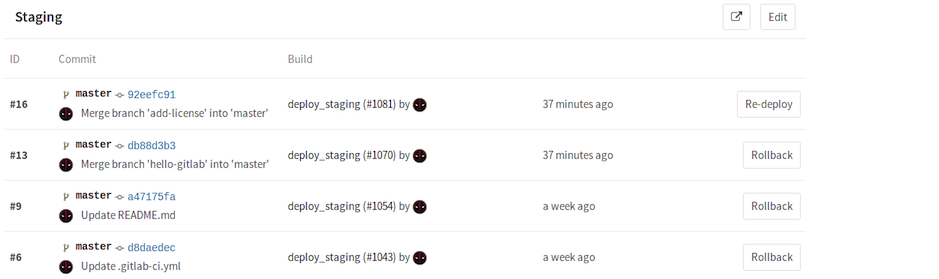 Staging Edit
ID Commit Build
master 92eefc91
#16 deploy_staging (#1081) by 37 minutes ago Re-deploy
Merge branch 'add-license' into 'master'
master db88d3b3
#13 deploy_staging (#1070) by 37 minutes ago Rollback
Merge branch 'hello-gitlab' into 'master'
master a47175fa
#9 deploy_staging (#1054) by a week ago Rollback
Update README.md
master d8daedec
#6 deploy_staging (#1043) by a week ago Rollback
Update .gitlab-ci.yml